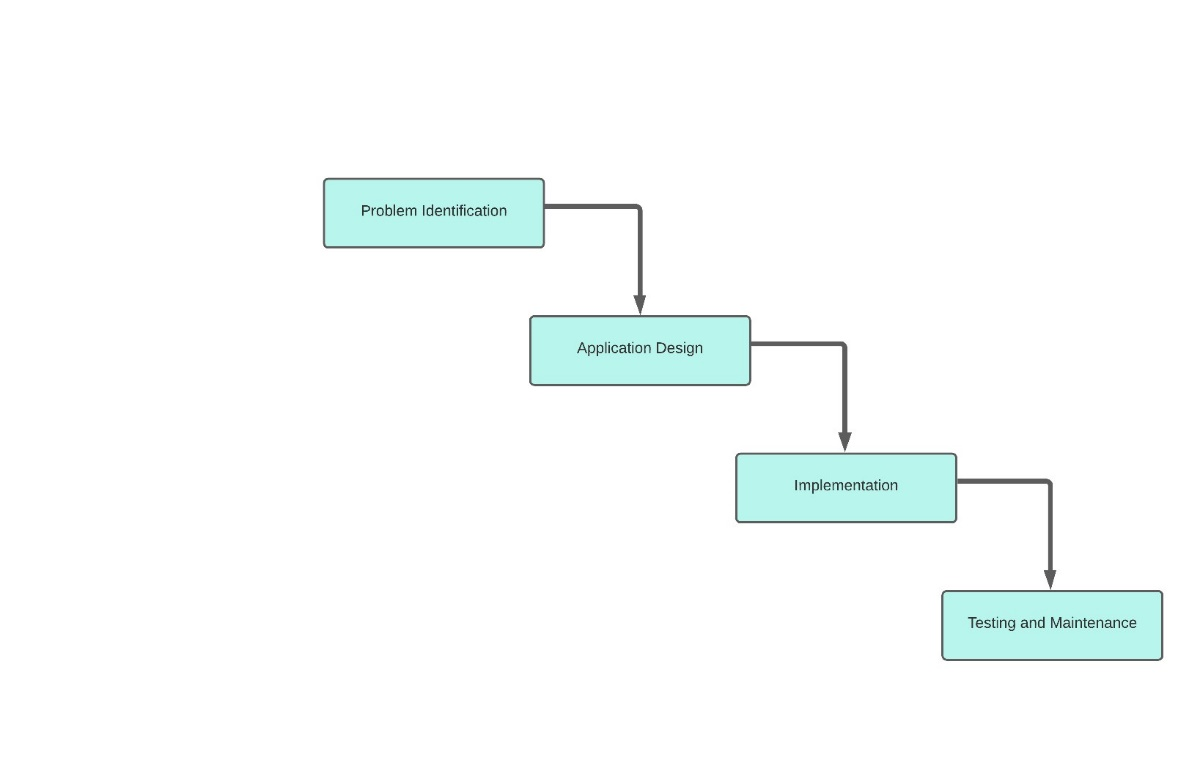 Problem Identification
Application Design
Implementation
Testing and Maintenance